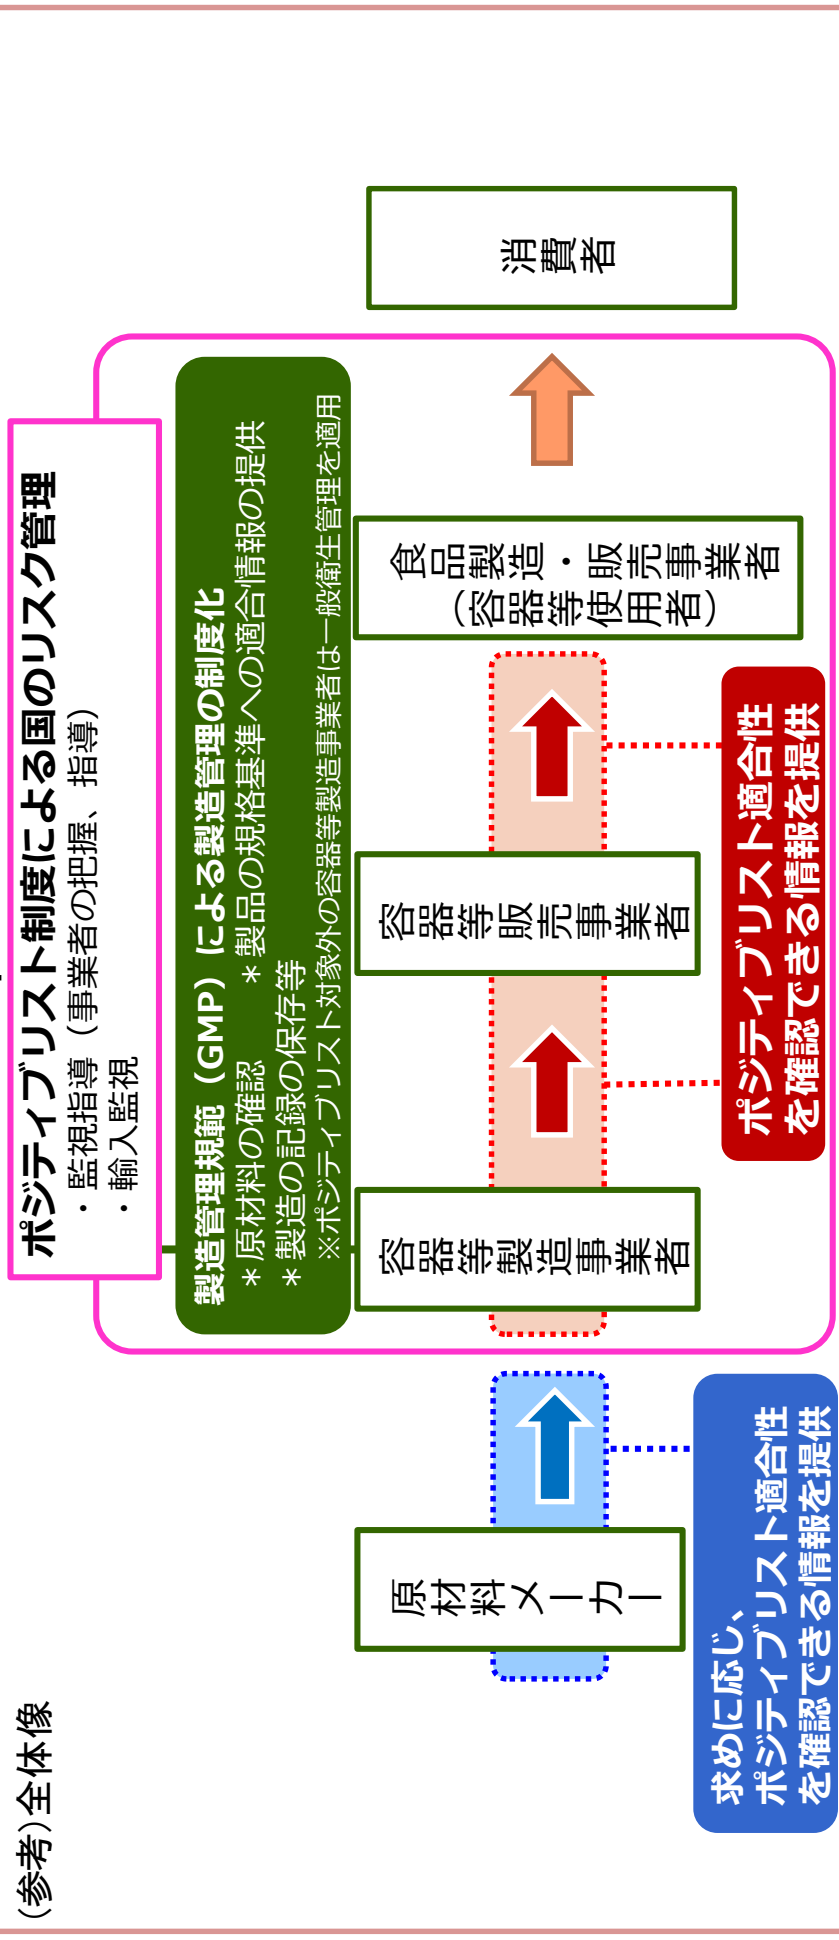 （参考）全体像
ポジティブリスト制度による国のリスク管理
・監視指導（事業者の把握、指導）
・輸入監視
製造管理規範（GMP）による製造管理の制度化
＊原材料の確認　＊製品の規格基準への適合情報の提供
＊製造の記録の保存等
※ポジティブリスト対象外の容器等製造事業者は一般衛生管理を適用
原材料メーカー
容器等製造事業者
容器等販売事業者
食品製造・販売事業者
（容器等使用者）
消費者
求めに応じ、
ポジティブリスト適合性
を確認できる情報を提供
ポジティブリスト適合性
を確認できる情報を提供